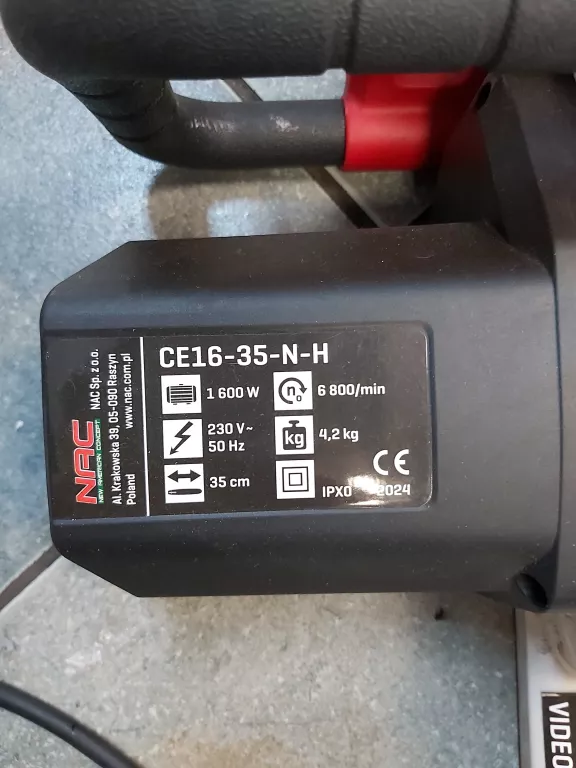 CE16-35-N-H
1 600 W
n₀
6 800/min
230 V~
50 Hz
kg
4,2 kg
35 cm
IPX0
CE
2024
NAC
NEW AMERICAN CONCEPT
NAC Sp. z o.o.
Al. Krakowska 39, 05-090 Raszyn
Poland
www.nac.com.pl
VIDEO